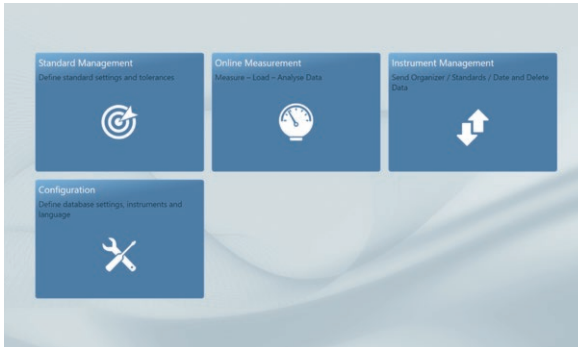 Standard Management
Define standard settings and tolerances
Online Measurement
Measure – Load – Analyse Data
Instrument Management
Send Organizer / Standards / Date and Delete
Data
Configuration
Define database settings, instruments and
language